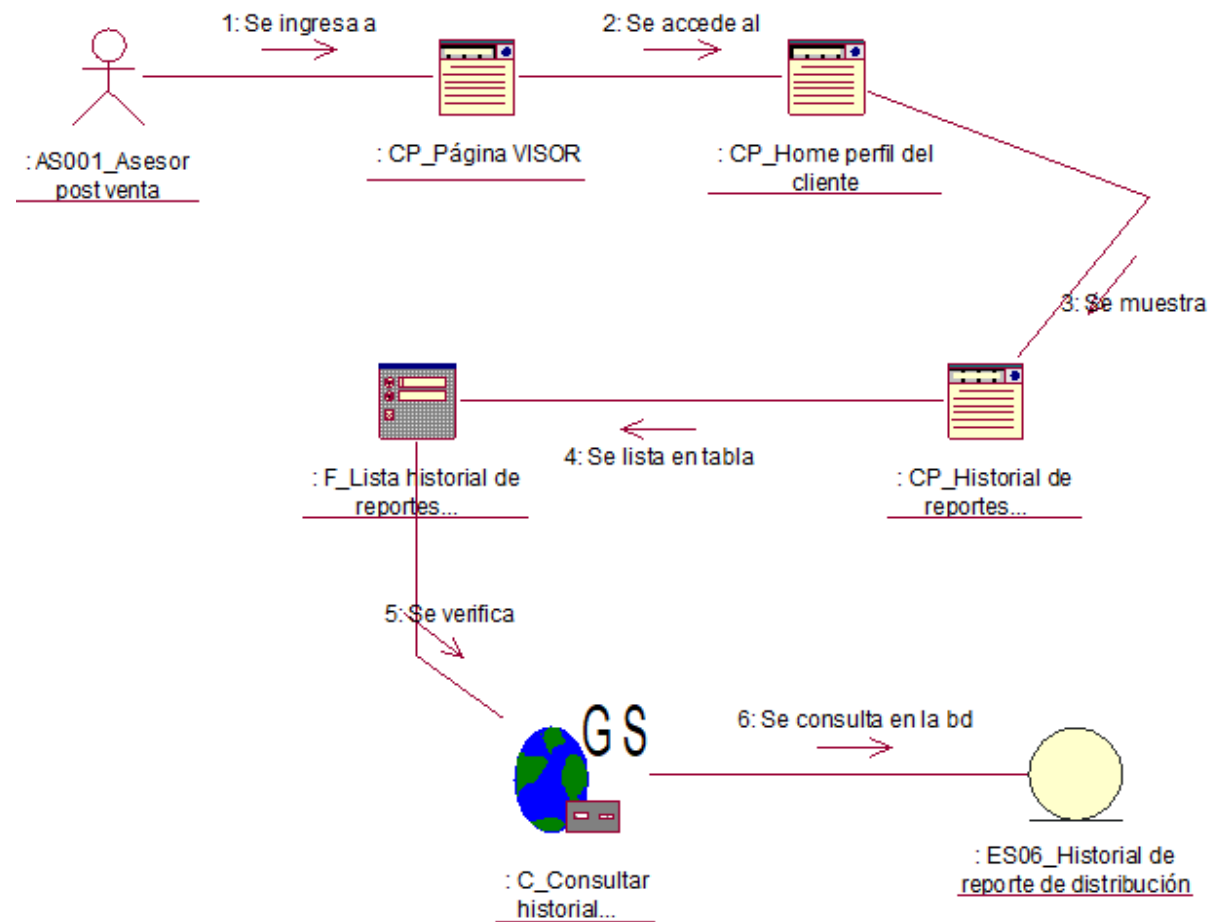 1: Se ingresa a
2: Se accede al
: AS001_Asesor
post venta
: CP_Página VISOR
: CP_Home perfil del
cliente
3: Se muestra
4: Se lista en tabla
: F_Lista historial de
reportes...
: CP_Historial de
reportes...
5: Se verifica
GS
6: Se consulta en la bd
: C_Consultar
historial...
: ES06_Historial de
reporte de distribución